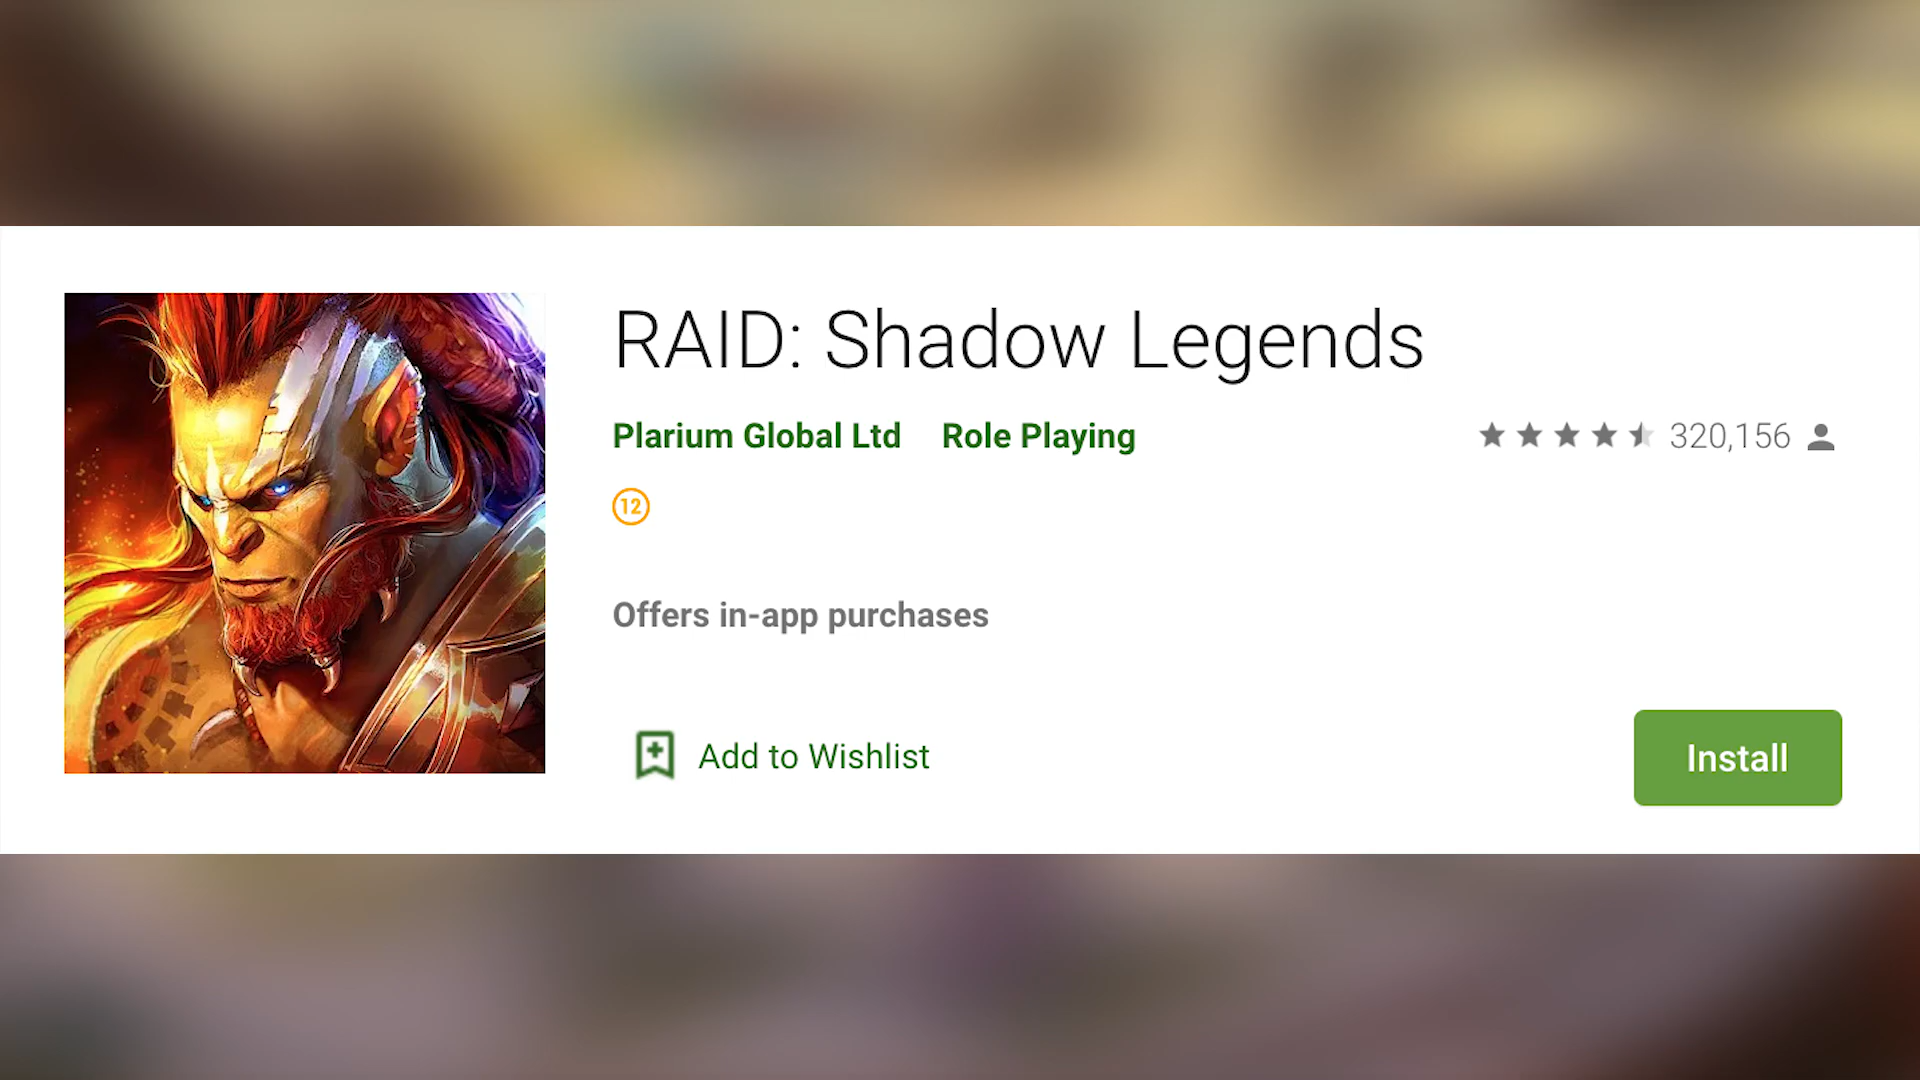 RAID: Shadow Legends
Plarium Global Ltd Role Playing 320,156
12
Offers in-app purchases
Add to Wishlist Install